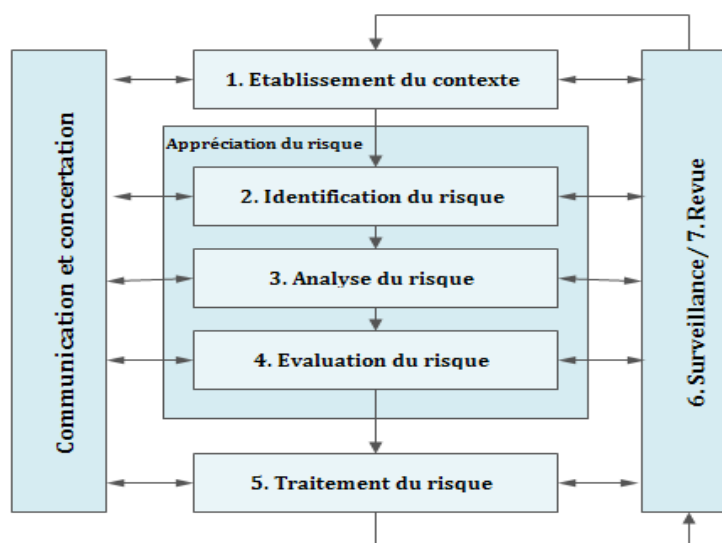 1. Etablissement du contexte
Appréciation du risque
2. Identification du risque
3. Analyse du risque
4. Evaluation du risque
5. Traitement du risque
Communication et concertation
6. Surveillance/ 7. Revue